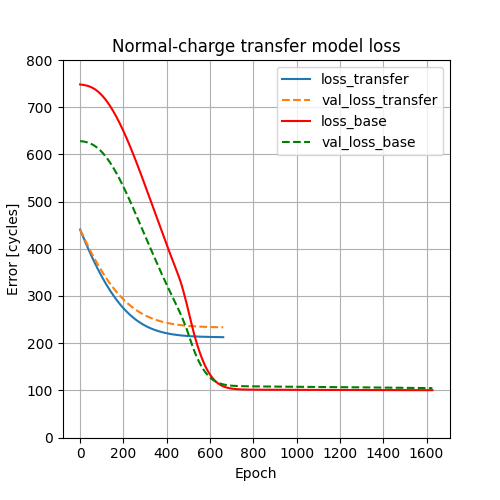 Normal-charge transfer model loss
loss_transfer
val_loss_transfer
loss_base
val_loss_base
Error [cycles]
800
700
600
500
400
300
200
100
0
0 200 400 600 800 1000 1200 1400 1600
Epoch